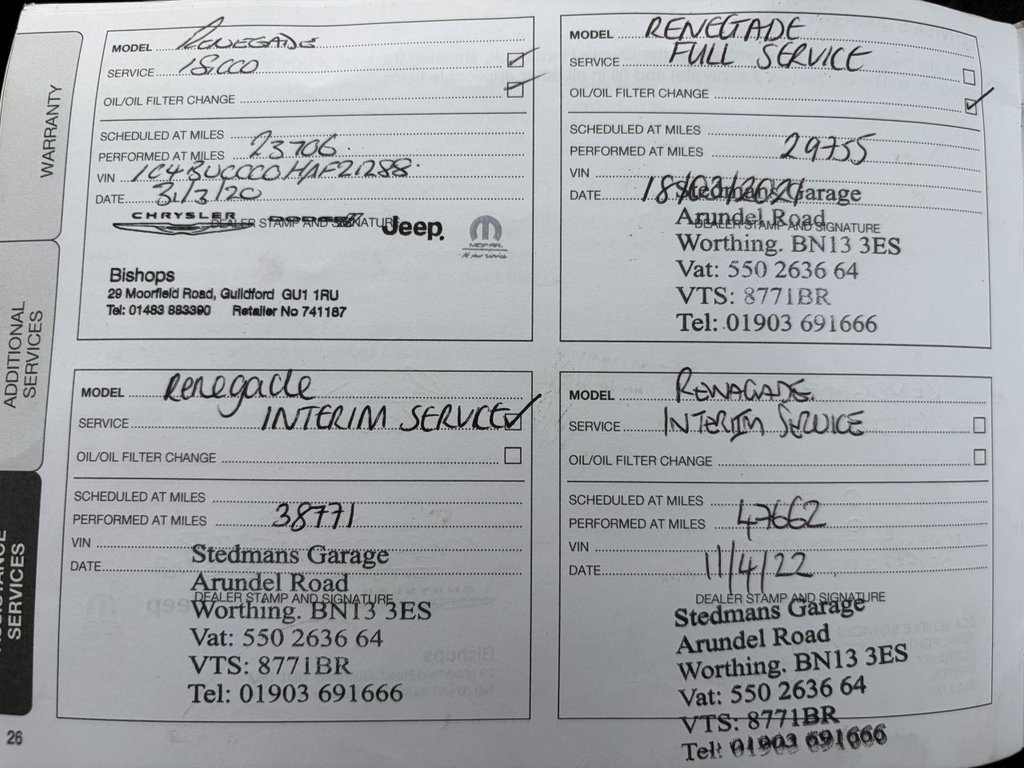 WARRANTY
ADDITIONAL
SERVICES
SERVICES
26
MODEL Renegade
SERVICE 18,000
OIL/OIL FILTER CHANGE
SCHEDULED AT MILES
PERFORMED AT MILES 23706
VIN
DATE 31/3/20
DEALER STAMP AND SIGNATURE
CHRYSLER Jeep MOPAR
Bishops
29 Moorfield Road, Guildford GU1 1RU
Tel: 01483 883390 Retailer No 741187
MODEL RENEGADE
SERVICE FULL SERVICE
OIL/OIL FILTER CHANGE
SCHEDULED AT MILES
PERFORMED AT MILES 29755
VIN
DATE 18/03/2021
Stedmans Garage
Arundel Road
DEALER STAMP AND SIGNATURE
Worthing. BN13 3ES
Vat: 550 2636 64
VTS: 8771BR
Tel: 01903 691666
MODEL Renegade
SERVICE INTERIM SERVICE
OIL/OIL FILTER CHANGE
SCHEDULED AT MILES
PERFORMED AT MILES 38771
VIN
DATE
Stedmans Garage
Arundel Road
DEALER STAMP AND SIGNATURE
Worthing. BN13 3ES
Vat: 550 2636 64
VTS: 8771BR
Tel: 01903 691666
MODEL RENAGADE
SERVICE INTERIM SERVICE
OIL/OIL FILTER CHANGE
SCHEDULED AT MILES
PERFORMED AT MILES 47662
VIN
DATE 11/4/22
DEALER STAMP AND SIGNATURE
Stedmans Garage
Arundel Road
Worthing. BN13 3ES
Vat: 550 2636 64
VTS: 8771BR
Tel: 01903 691666